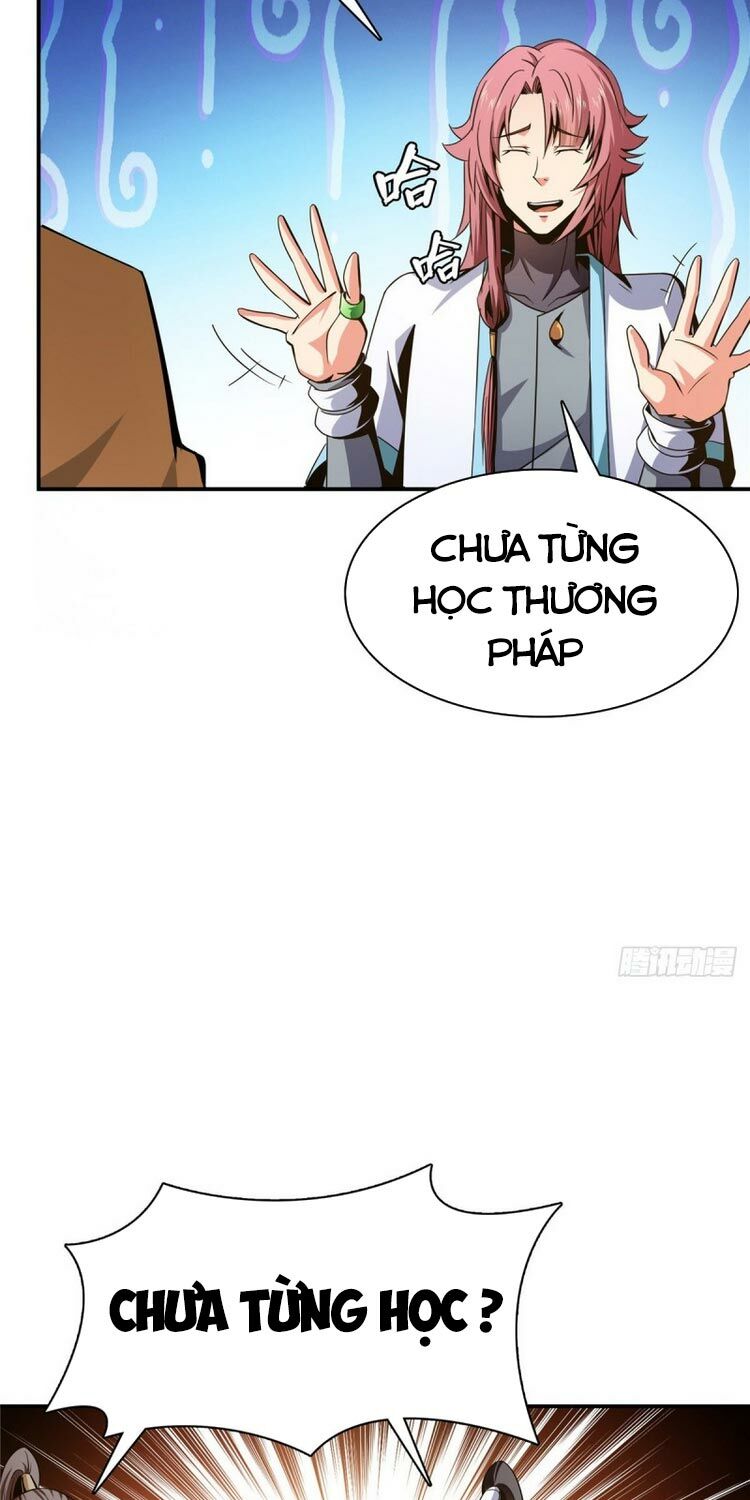 哈
哈
CHƯA TỪNG
HỌC THƯƠNG
PHÁP
腾讯动漫
CHƯA TỪNG HỌC ?